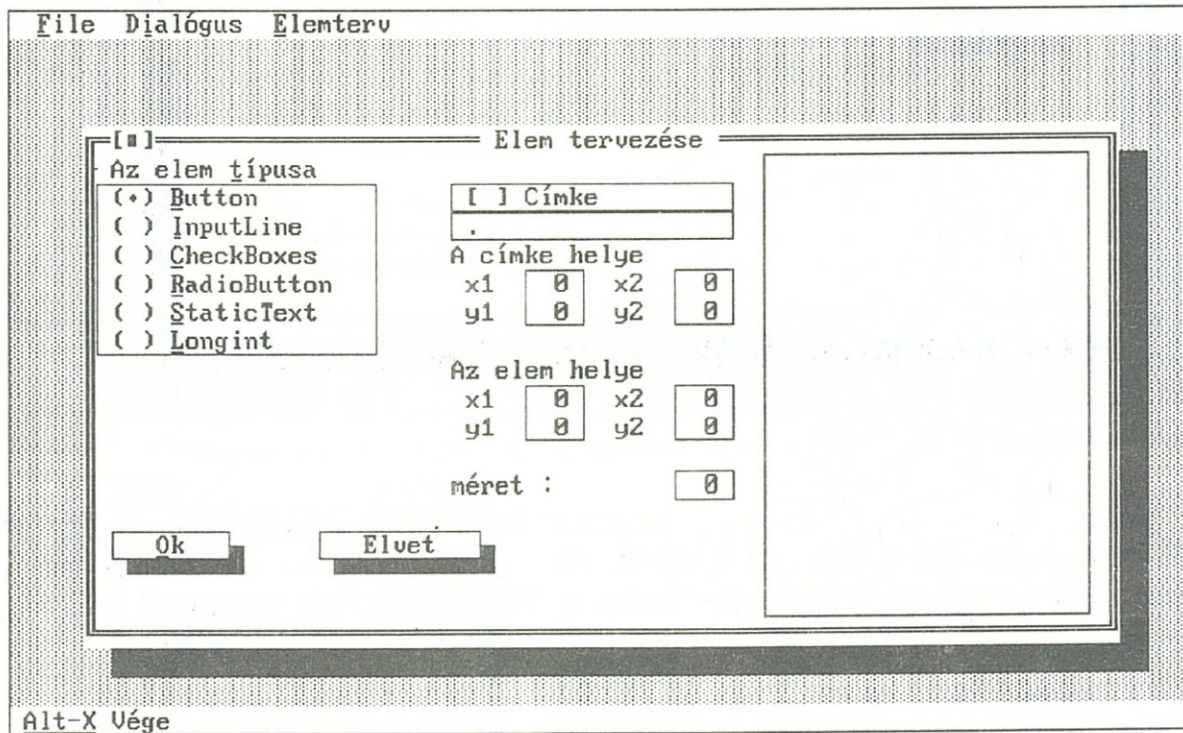 File Dialógus Elemterv
[■] Elem tervezése
Az elem típusa
(•) Button
( ) InputLine
( ) CheckBoxes
( ) RadioButton
( ) StaticText
( ) Longint
[ ] Címke
.
A címke helye
x1 0 x2 0
y1 0 y2 0
Az elem helye
x1 0 x2 0
y1 0 y2 0
méret : 0
Ok Elvet
Alt-X Vége